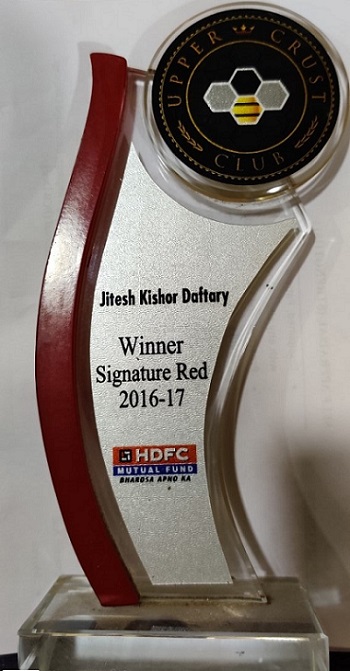 UPPER CRUST
CLUB
Jitesh Kishor Daftary
Winner
Signature Red
2016-17
HDFC
MUTUAL FUND
BHAROSA APNO KA